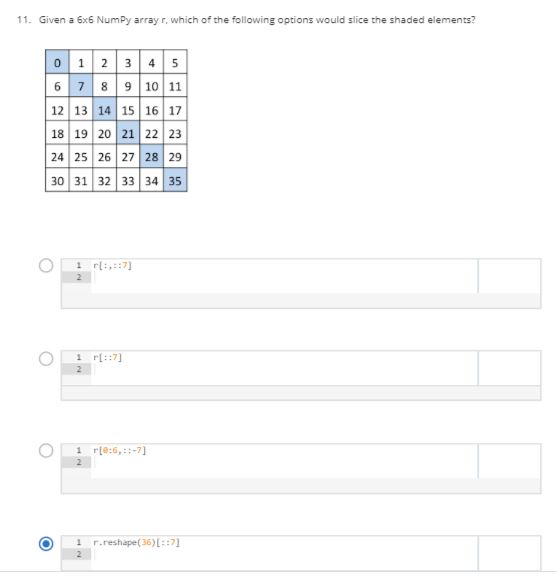 11. Given a 6x6 NumPy array r, which of the following options would slice the shaded elements?
0 1 2 3 4 5
6 7 8 9 10 11
12 13 14 15 16 17
18 19 20 21 22 23
24 25 26 27 28 29
30 31 32 33 34 35
1 r[:,::7]
2
1 r[::7]
2
1 r[0:6,::-7]
2
1 r.reshape(36)[::7]
2